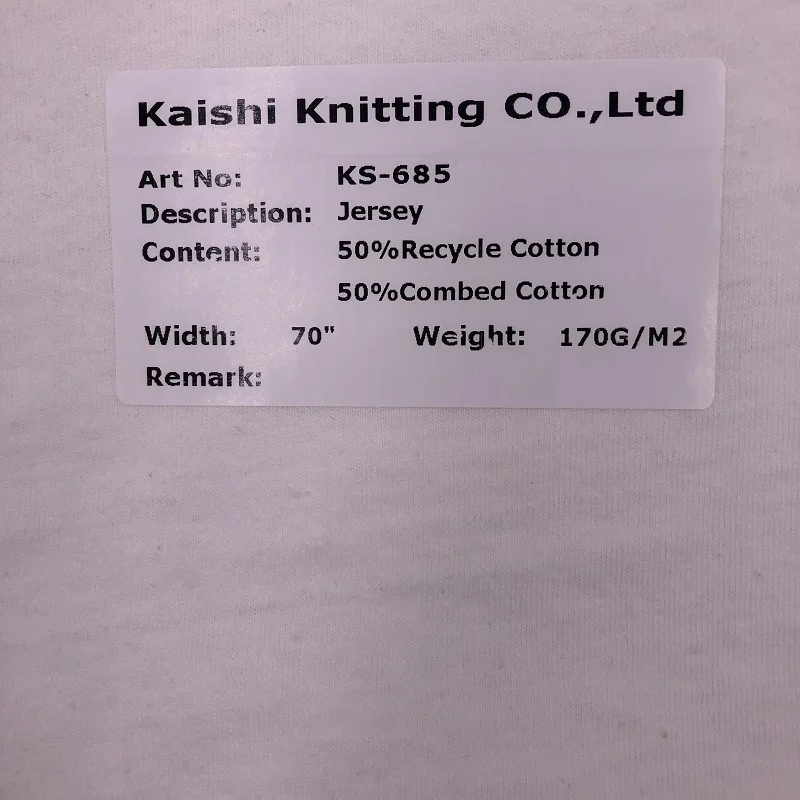 Kaishi Knitting CO.,Ltd
Art No: KS-685
Description: Jersey
Content: 50%Recycle Cotton
50%Combed Cotton
Width: 70" Weight: 170G/M2
Remark: